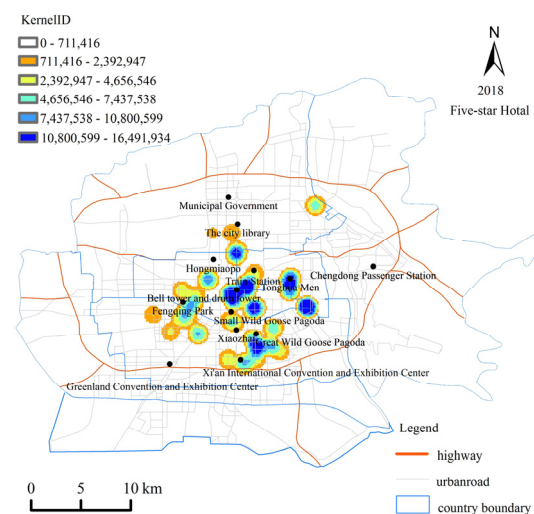 KernelID
0 - 711,416
711,416 - 2,392,947
2,392,947 - 4,656,546
4,656,546 - 7,437,538
7,437,538 - 10,800,599
10,800,599 - 16,491,934
N
2018
Five-star Hotal
Municipal Government
The city library
Hongmiaopo
Chengdong Passenger Station
Train Station
Tonghua Men
Bell tower and drum tower
Fengqing Park
Small Wild Goose Pagoda
Xiaozhai
Great Wild Goose Pagoda
Xi'an International Convention and Exhibition Center
Greenland Convention and Exhibition Center
Legend
highway
urbanroad
country boundary
0 5 10 km